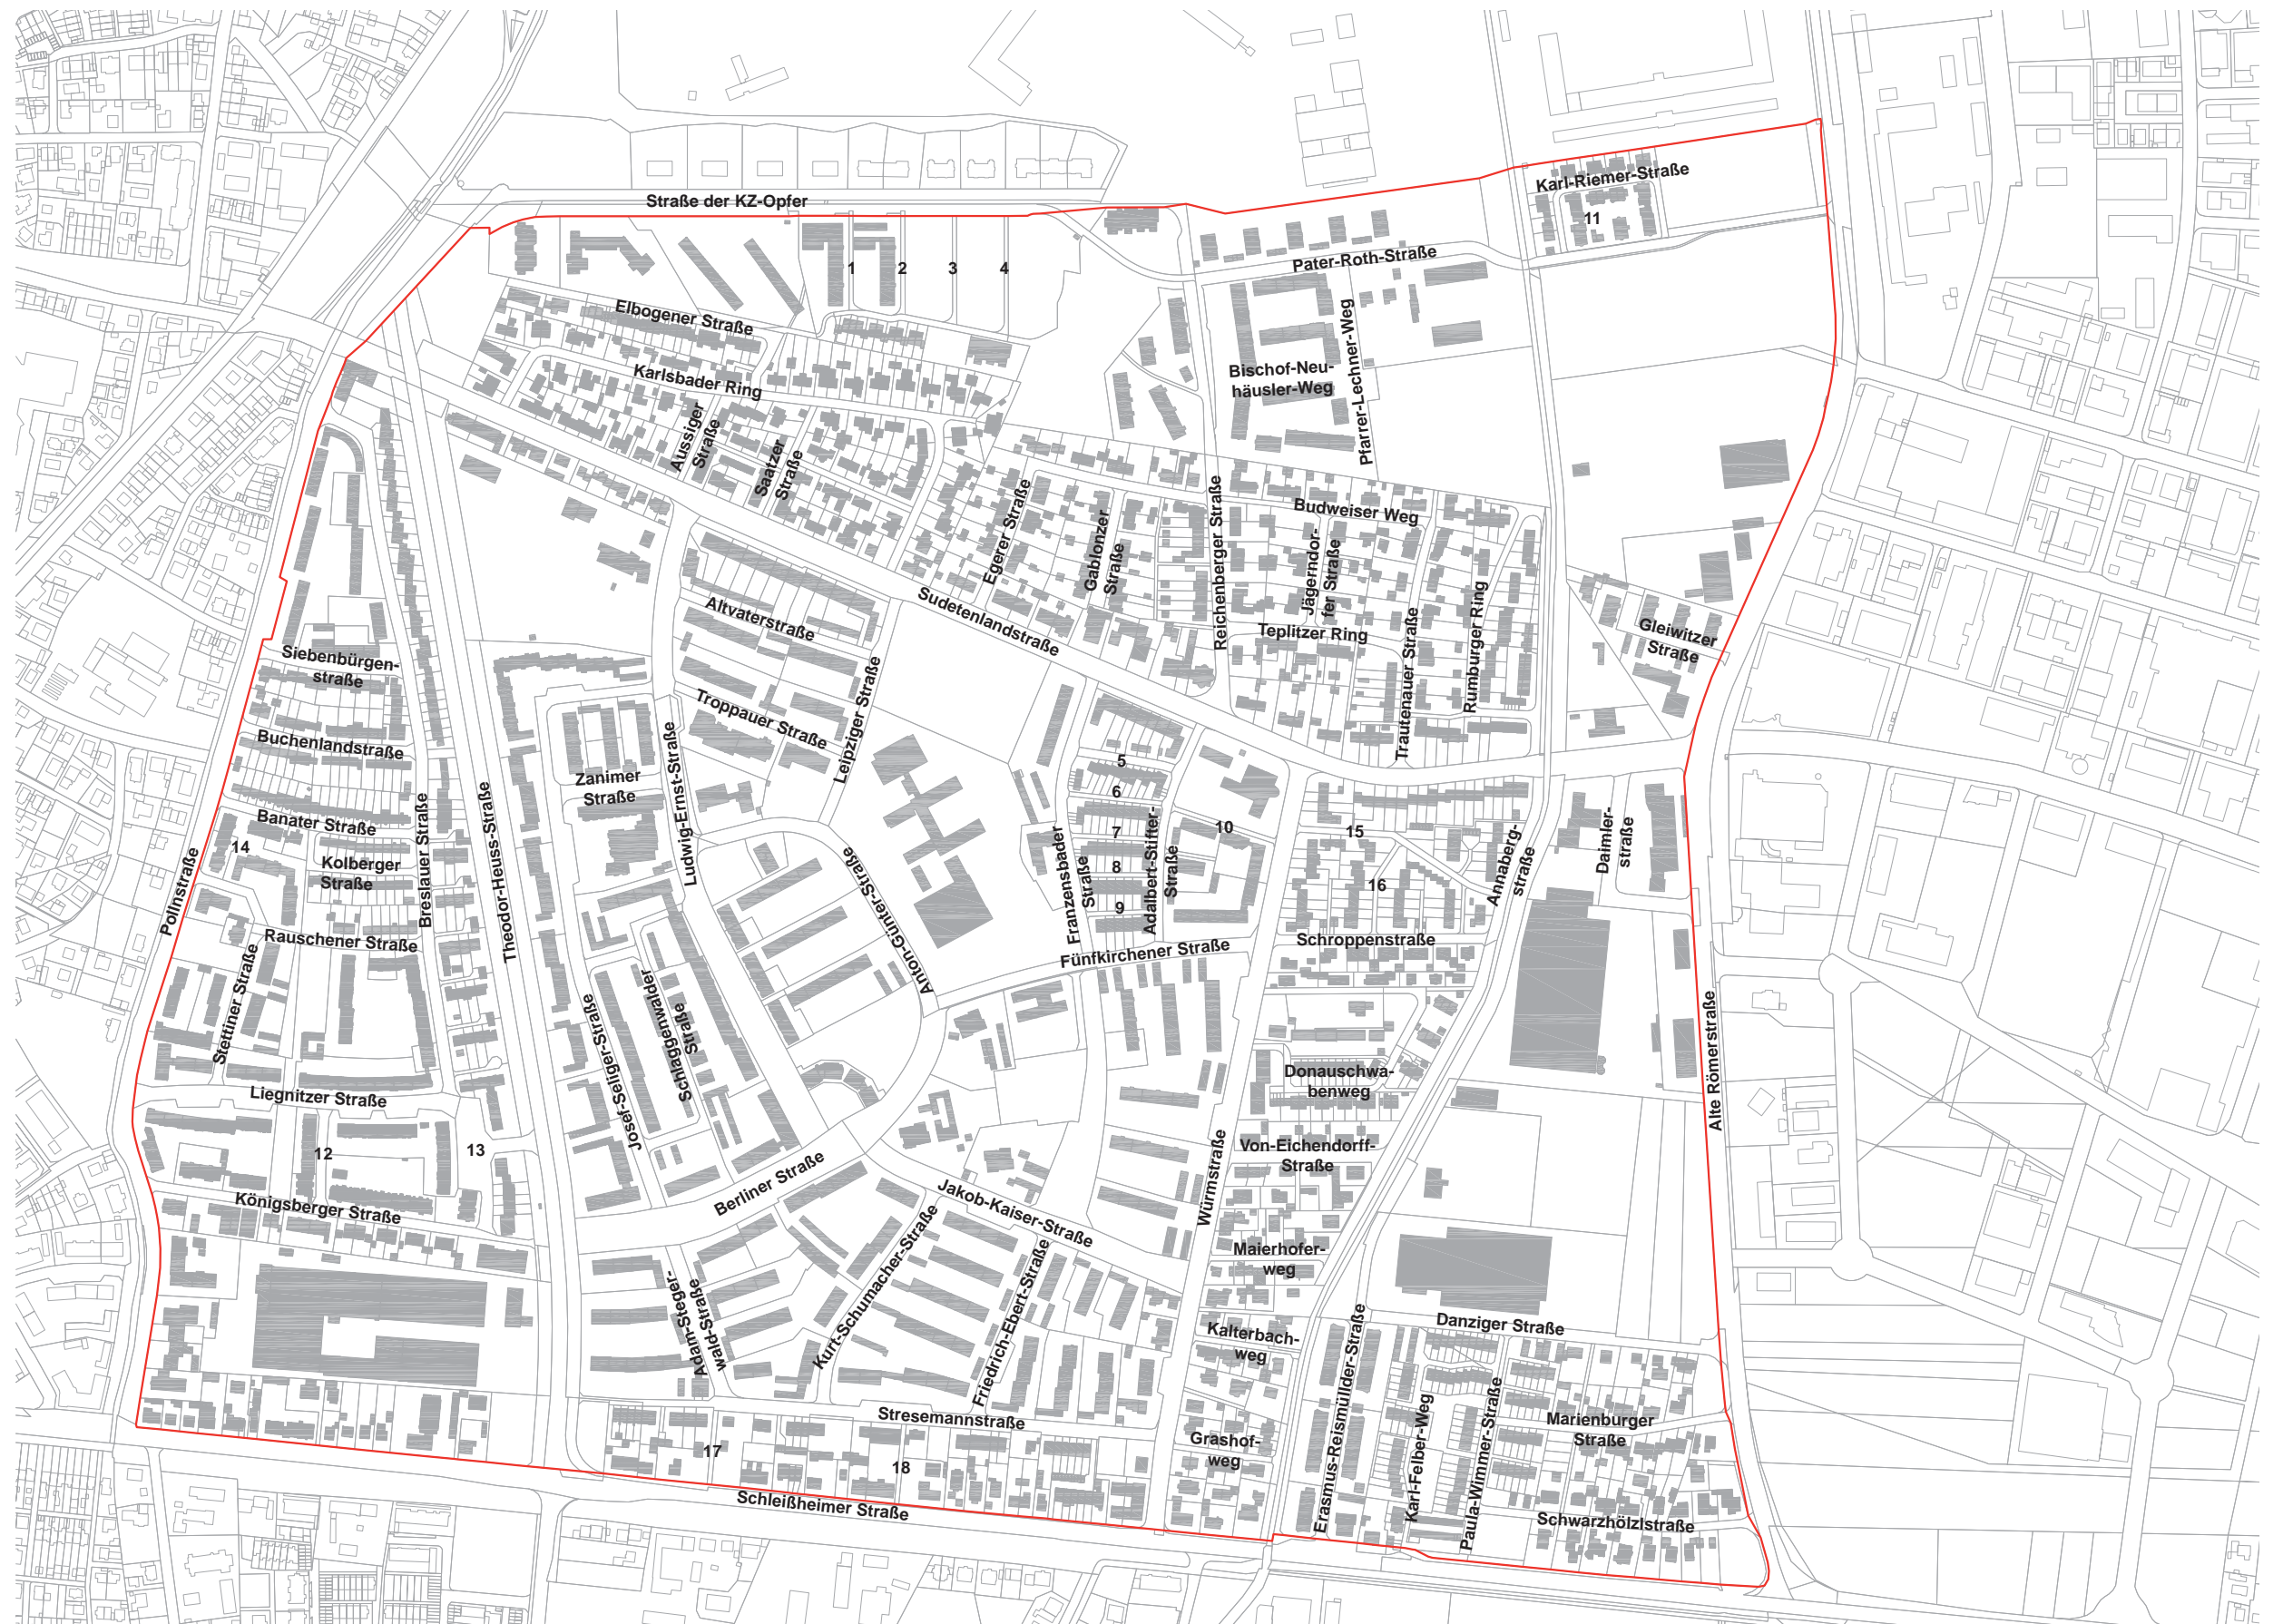 Karl-Riemer-Straße
11
Straße der KZ-Opfer
Pater-Roth-Straße
1
2
3
4
Elbogener Straße
Karlsbader Ring
Aussiger
Straße
Saatzer
Straße
Bischof-Neu-
häusler-Weg
Pfarrer-Lechner-Weg
Budweiser Weg
Egerer Straße
Gablonzer
Straße
Reichenberger Straße
Jägerndor-
fer Straße
Teplitzer Ring
Trautenauer Straße
Rumburger Ring
Gleiwitzer
Straße
Sudetenlandstraße
Altvaterstraße
Troppauer Straße
Leipziger Straße
Siebenbürgen-
straße
Buchenlandstraße
Banater Straße
14
Kolberger
Straße
Breslauer Straße
Theodor-Heuss-Straße
Zanimer
Straße
Ludwig-Ernst-Straße
Anton-Günter-Straße
Pollnstraße
Rauschener Straße
Stettiner Straße
Liegnitzer Straße
12
13
Königsberger Straße
Josef-Seliger-Straße
Schlaggenwalder
Straße
Berliner Straße
5
6
7
8
9
10
Franzensbader
Straße
Adalbert-Stifter-
Straße
Fünfkirchener Straße
15
16
Annaberg-
straße
Daimler-
straße
Schroppenstraße
Donauschwa-
benweg
Von-Eichendorff-
Straße
Würmstraße
Maierhofer-
weg
Kalterbach-
weg
Grashof-
weg
Alte Römerstraße
Jakob-Kaiser-Straße
Kurt-Schumacher-Straße
Friedrich-Ebert-Straße
Adam-Steger-
wald-Straße
Stresemannstraße
17
18
Schleißheimer Straße
Erasmus-Reismüllder-Straße
Karl-Felber-Weg
Paula-Wimmer-Straße
Danziger Straße
Marienburger
Straße
Schwarzhölzlstraße